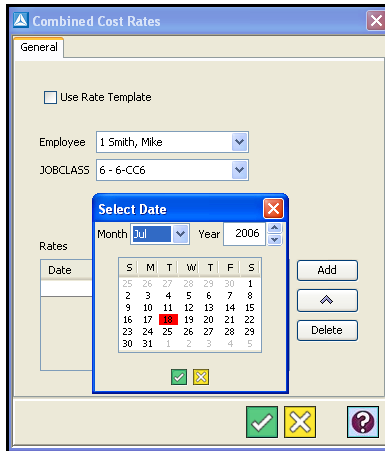 Combined Cost Rates
General
Use Rate Template
Employee 1 Smith, Mike
JOBCLASS 6 - 6-CC6
Select Date
Month Jul Year 2006
Rates
Date
S M T W T F S
25 26 27 28 29 30 1
2 3 4 5 6 7 8
9 10 11 12 13 14 15
16 17 18 19 20 21 22
23 24 25 26 27 28 29
30 31 1 2 3 4 5
Add
Delete